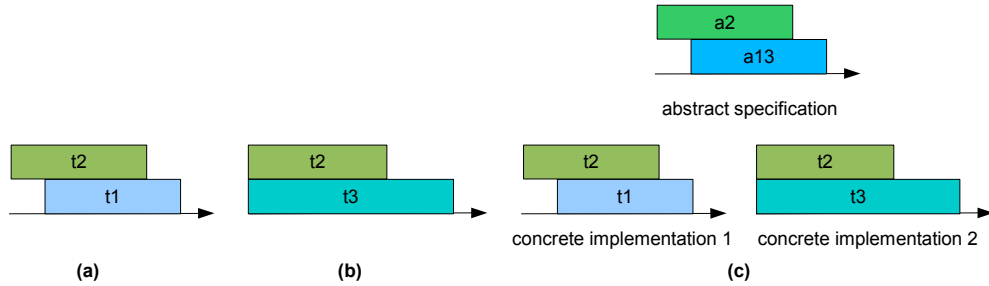 a2
a13
abstract specification
t2
t1
t2
t3
t2
t1
t2
t3
concrete implementation 1
concrete implementation 2
(a)
(b)
(c)